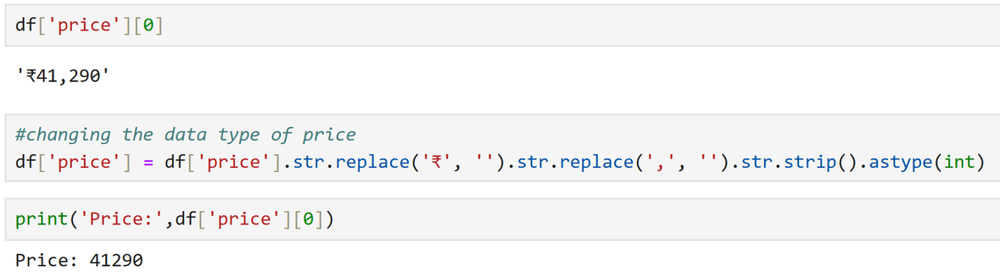 df['price'][0]
'₹41,290'
#changing the data type of price
df['price'] = df['price'].str.replace('₹', '').str.replace(',', '').str.strip().astype(int)
print('Price:',df['price'][0])
Price: 41290